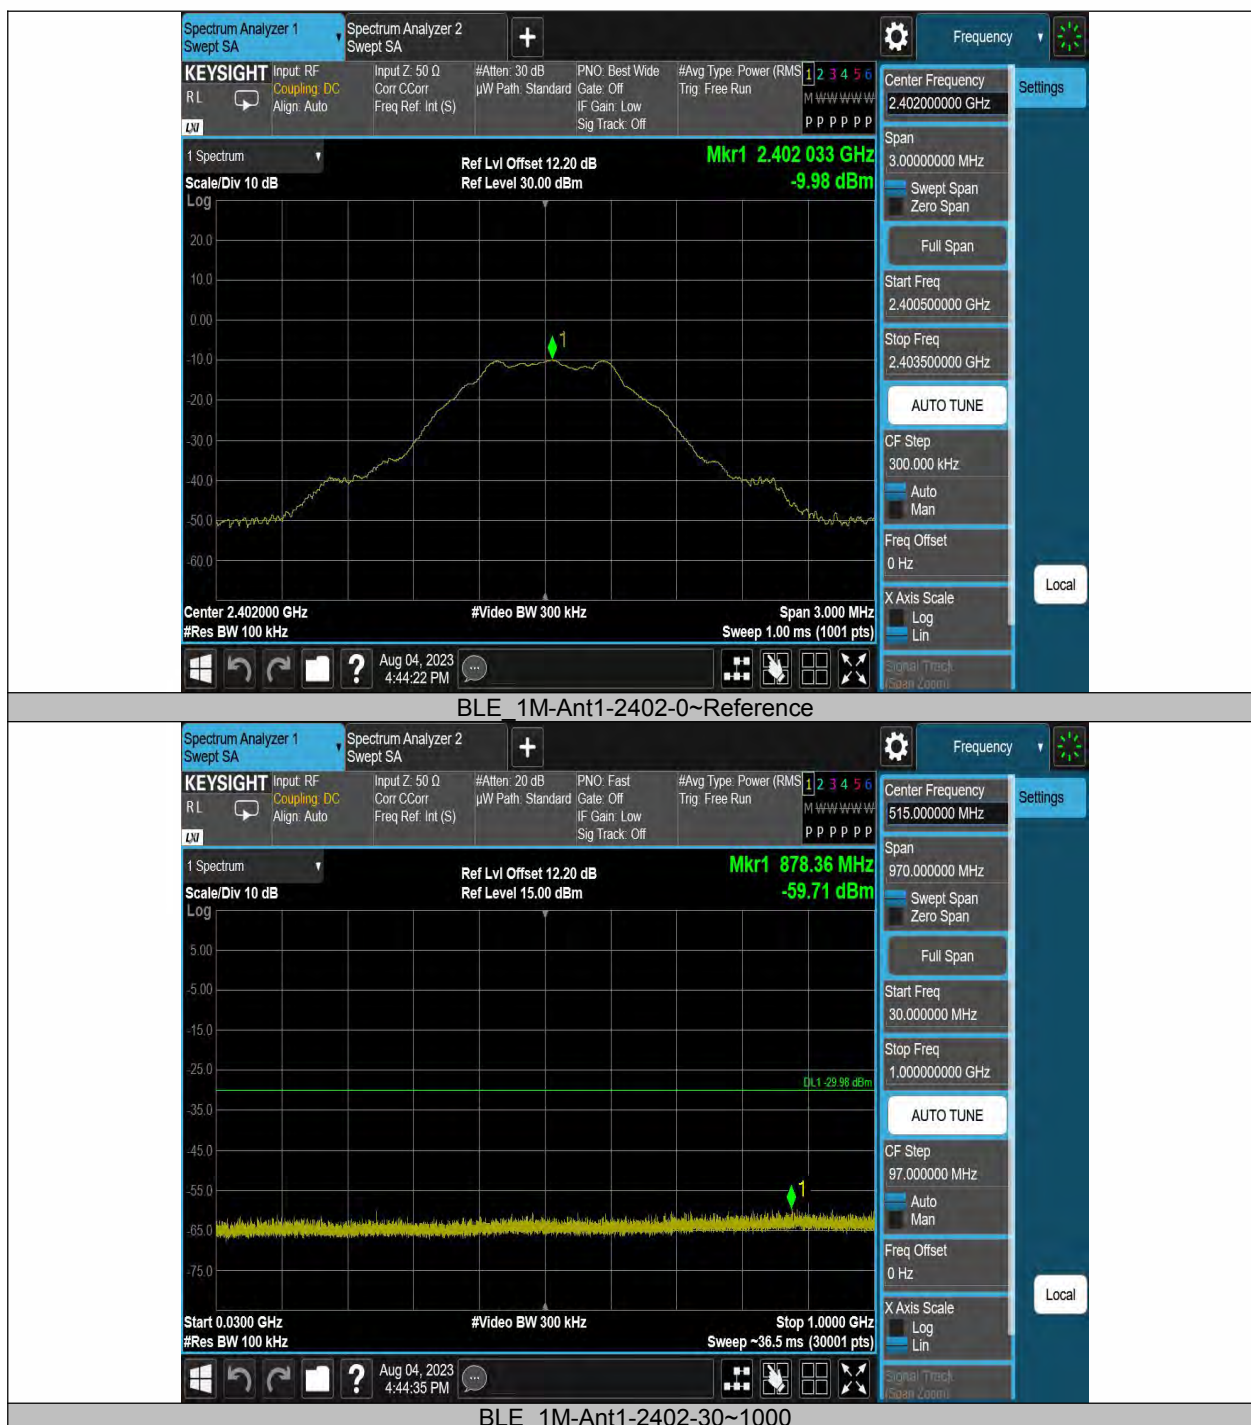 Spectrum Analyzer 1
Swept SA
Spectrum Analyzer 2
Swept SA
+
Frequency
KEYSIGHT
RL
LXI
Input: RF
Coupling: DC
Align: Auto
Input Z: 50 Ω
Corr CCorr
Freq Ref: Int (S)
#Atten: 30 dB
µW Path: Standard
PNO: Best Wide
Gate: Off
IF Gain: Low
Sig Track: Off
#Avg Type: Power (RMS
Trig: Free Run
1 2 3 4 5 6
M W W W W W
P P P P P P
Center Frequency
2.402000000 GHz
Settings
1 Spectrum
Scale/Div 10 dB
Log
Ref Lvl Offset 12.20 dB
Ref Level 30.00 dBm
Mkr1 2.402 033 GHz
-9.98 dBm
Span
3.00000000 MHz
Swept Span
Zero Span
Full Span
Start Freq
2.400500000 GHz
Stop Freq
2.403500000 GHz
AUTO TUNE
CF Step
300.000 kHz
Auto
Man
Freq Offset
0 Hz
X Axis Scale
Log
Lin
Signal Track
(Span Zoom)
Local
20.0
10.0
0.00
-10.0
-20.0
-30.0
-40.0
-50.0
-60.0
1
Center 2.402000 GHz
#Res BW 100 kHz
#Video BW 300 kHz
Span 3.000 MHz
Sweep 1.00 ms (1001 pts)
?
Aug 04, 2023
4:44:22 PM
BLE_1M-Ant1-2402-0~Reference
Spectrum Analyzer 1
Swept SA
Spectrum Analyzer 2
Swept SA
+
Frequency
KEYSIGHT
RL
LXI
Input: RF
Coupling: DC
Align: Auto
Input Z: 50 Ω
Corr CCorr
Freq Ref: Int (S)
#Atten: 20 dB
µW Path: Standard
PNO: Fast
Gate: Off
IF Gain: Low
Sig Track: Off
#Avg Type: Power (RMS
Trig: Free Run
1 2 3 4 5 6
M W W W W W
P P P P P P
Center Frequency
515.000000 MHz
Settings
1 Spectrum
Scale/Div 10 dB
Log
Ref Lvl Offset 12.20 dB
Ref Level 15.00 dBm
Mkr1 878.36 MHz
-59.71 dBm
Span
970.000000 MHz
Swept Span
Zero Span
Full Span
Start Freq
30.000000 MHz
Stop Freq
1.000000000 GHz
AUTO TUNE
CF Step
97.000000 MHz
Auto
Man
Freq Offset
0 Hz
X Axis Scale
Log
Lin
Signal Track
(Span Zoom)
Local
5.00
-5.00
-15.0
-25.0
-35.0
-45.0
-55.0
-65.0
-75.0
DL1 -29.98 dBm
1
Start 0.0300 GHz
#Res BW 100 kHz
#Video BW 300 kHz
Stop 1.0000 GHz
Sweep ~36.5 ms (30001 pts)
?
Aug 04, 2023
4:44:35 PM
BLE_1M-Ant1-2402-30~1000